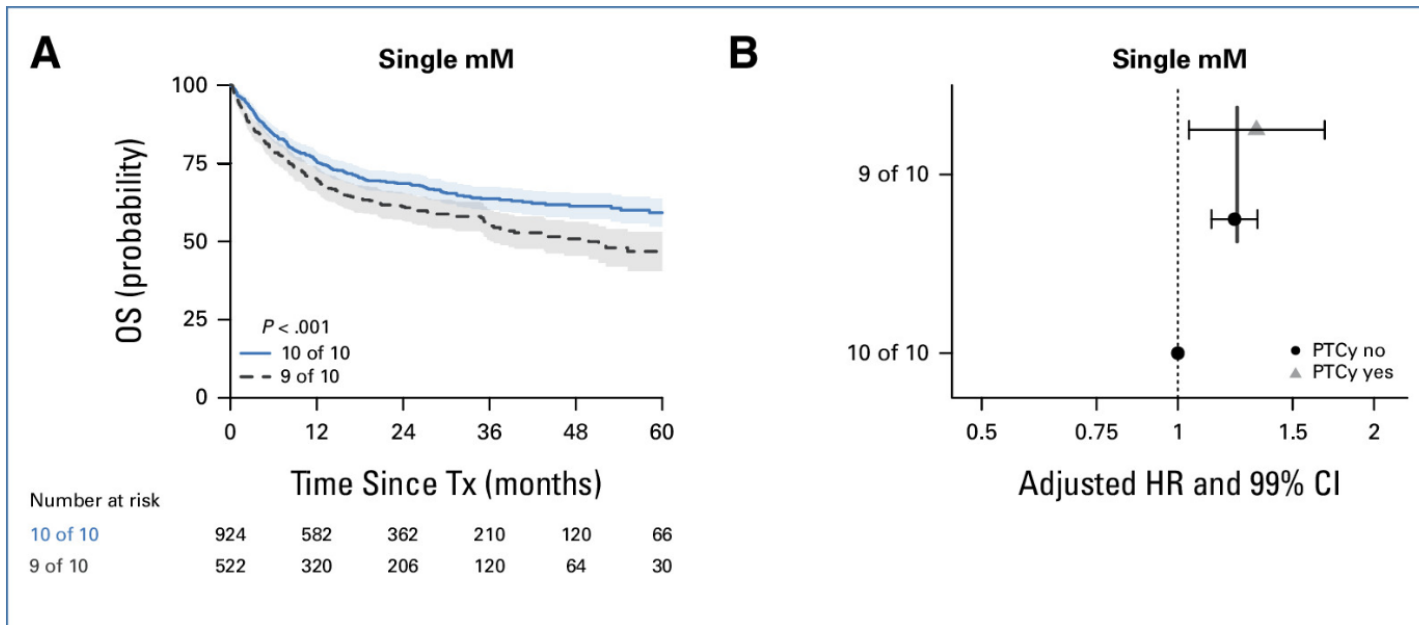 A
Single mM
100
75
50
25
0
OS (probability)
P < .001
10 of 10
9 of 10
0 12 24 36 48 60
Time Since Tx (months)
Number at risk
10 of 10 924 582 362 210 120 66
9 of 10 522 320 206 120 64 30
B
Single mM
9 of 10
10 of 10
PTCy no
PTCy yes
0.5 0.75 1 1.5 2
Adjusted HR and 99% CI